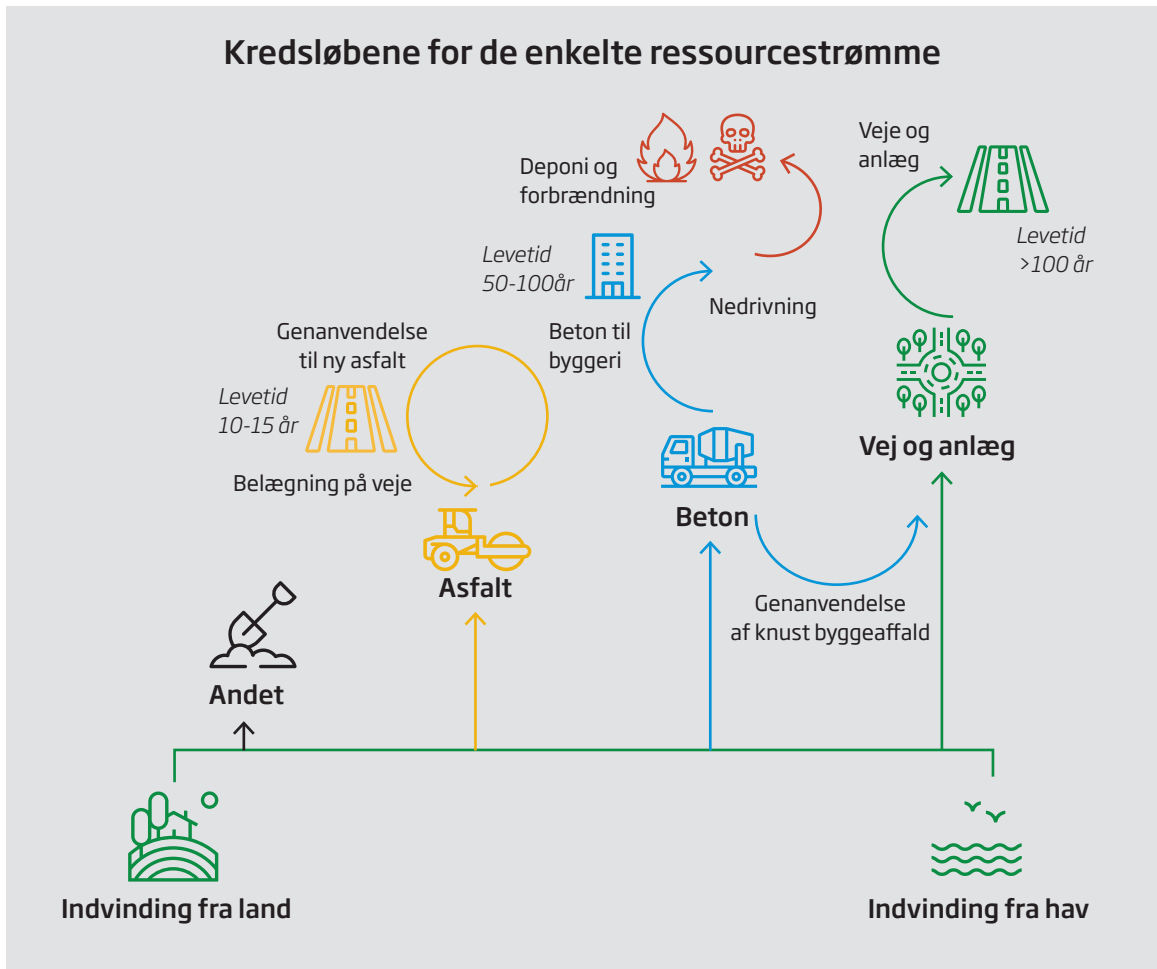 Kredsløbene for de enkelte ressourcestrømme
Deponi og
forbrændning
Veje og
anlæg
Levetid
>100 år
Levetid
50-100år
Nedrivning
Beton til
byggeri
Genanvendelse
til ny asfalt
Levetid
10-15 år
Belægning på veje
Vej og anlæg
Beton
Asfalt
Genanvendelse
af knust byggeaffald
Andet
Indvinding fra land
Indvinding fra hav